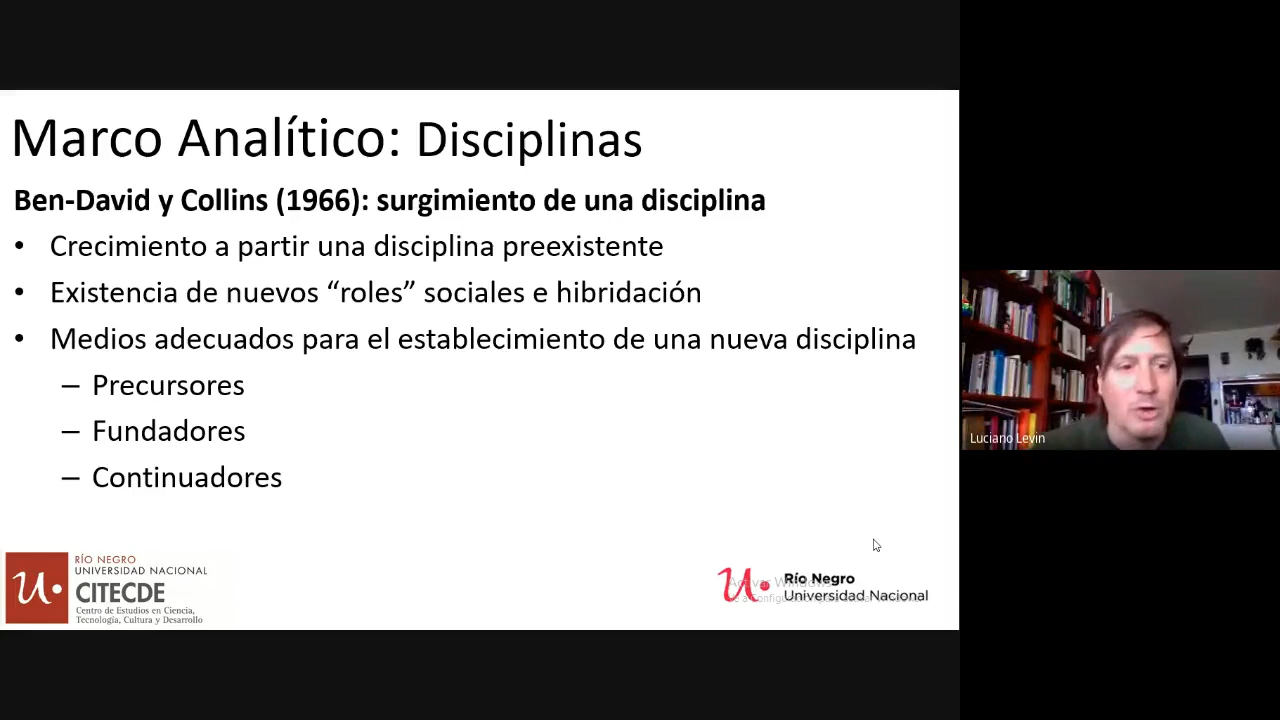 Marco Analítico: Disciplinas
Ben-David y Collins (1966): surgimiento de una disciplina
• Crecimiento a partir una disciplina preexistente
• Existencia de nuevos “roles” sociales e hibridación
• Medios adecuados para el establecimiento de una nueva disciplina
– Precursores
– Fundadores
– Continuadores
RÍO NEGRO
UNIVERSIDAD NACIONAL
CITECDE
Centro de Estudios en Ciencia,
Tecnología, Cultura y Desarrollo
Activar Windows
Río Negro
Universidad Nacional
Luciano Levin